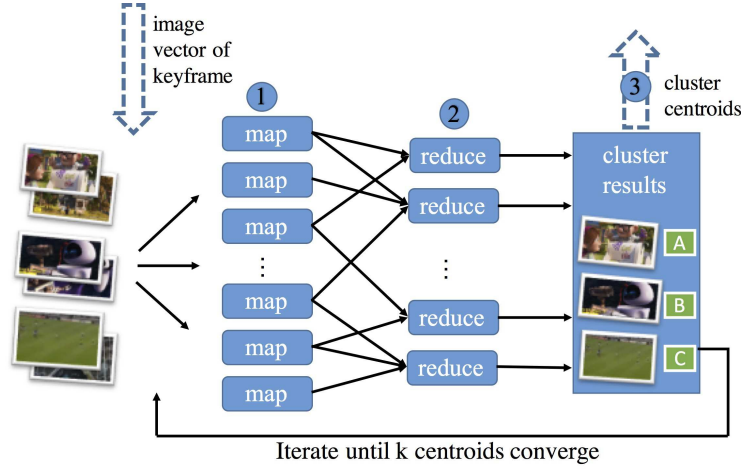 image
vector of
keyframe
1
2
3
cluster
centroids
map
map
map
...
map
map
map
reduce
reduce
...
reduce
reduce
cluster
results
A
B
C
Iterate until k centroids converge